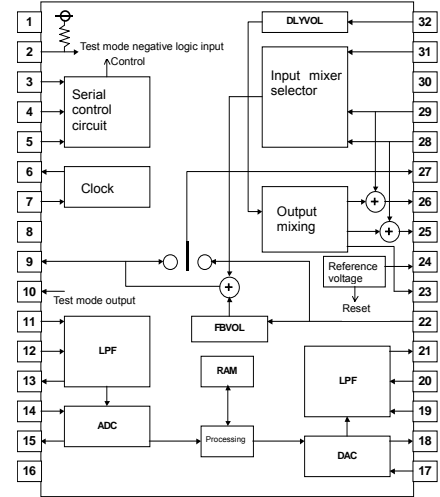 1
DLYVOL
32
2
Test mode negative logic input
31
Control
3
Serial
control
circuit
Input mixer
selector
30
4
29
5
28
6
Clock
27
7
26
8
Output
mixing
25
9
Reference
voltage
24
10
Test mode output
Reset
23
11
FBVOL
22
12
LPF
RAM
21
13
LPF
20
14
ADC
19
15
Processing
DAC
18
16
17
+
+
+